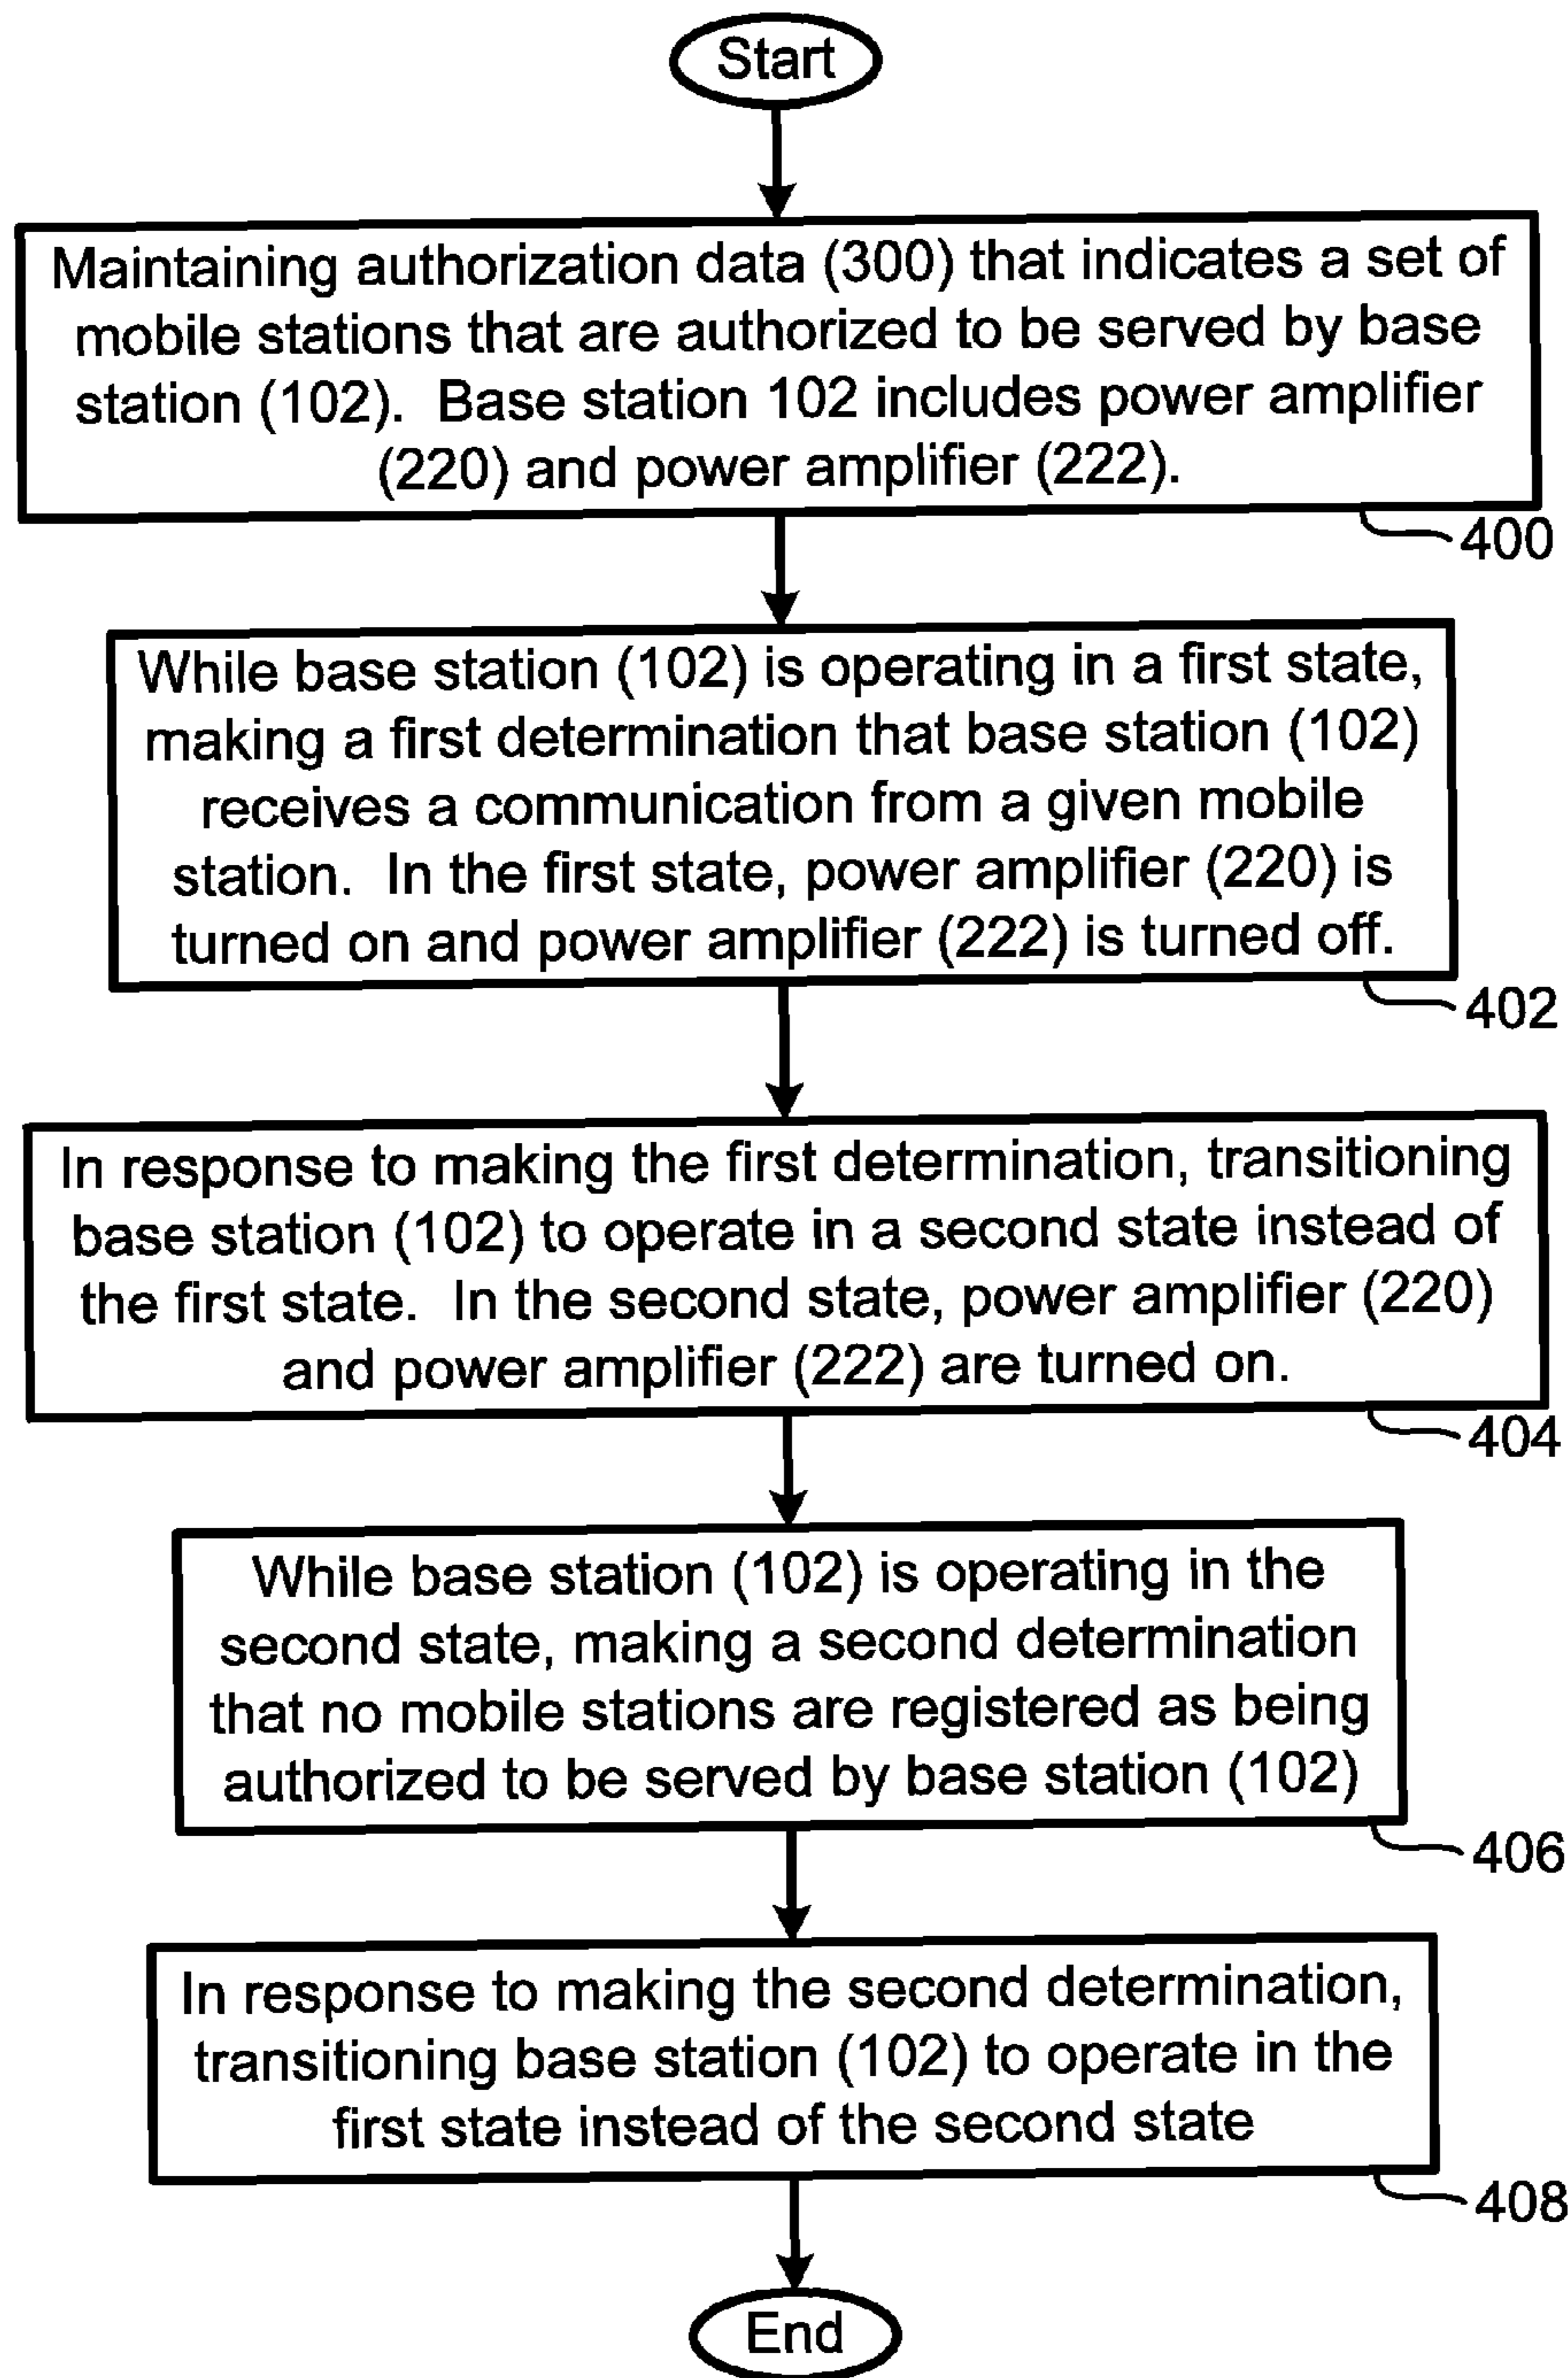 Start
Maintaining authorization data (300) that indicates a set of
mobile stations that are authorized to be served by base
station (102).  Base station 102 includes power amplifier
(220) and power amplifier (222).
400
While base station (102) is operating in a first state,
making a first determination that base station (102)
receives a communication from a given mobile
station.  In the first state, power amplifier (220) is
turned on and power amplifier (222) is turned off.
402
In response to making the first determination, transitioning
base station (102) to operate in a second state instead of
the first state.  In the second state, power amplifier (220)
and power amplifier (222) are turned on.
404
While base station (102) is operating in the
second state, making a second determination
that no mobile stations are registered as being
authorized to be served by base station (102)
406
In response to making the second determination,
transitioning base station (102) to operate in the
first state instead of the second state
408
End